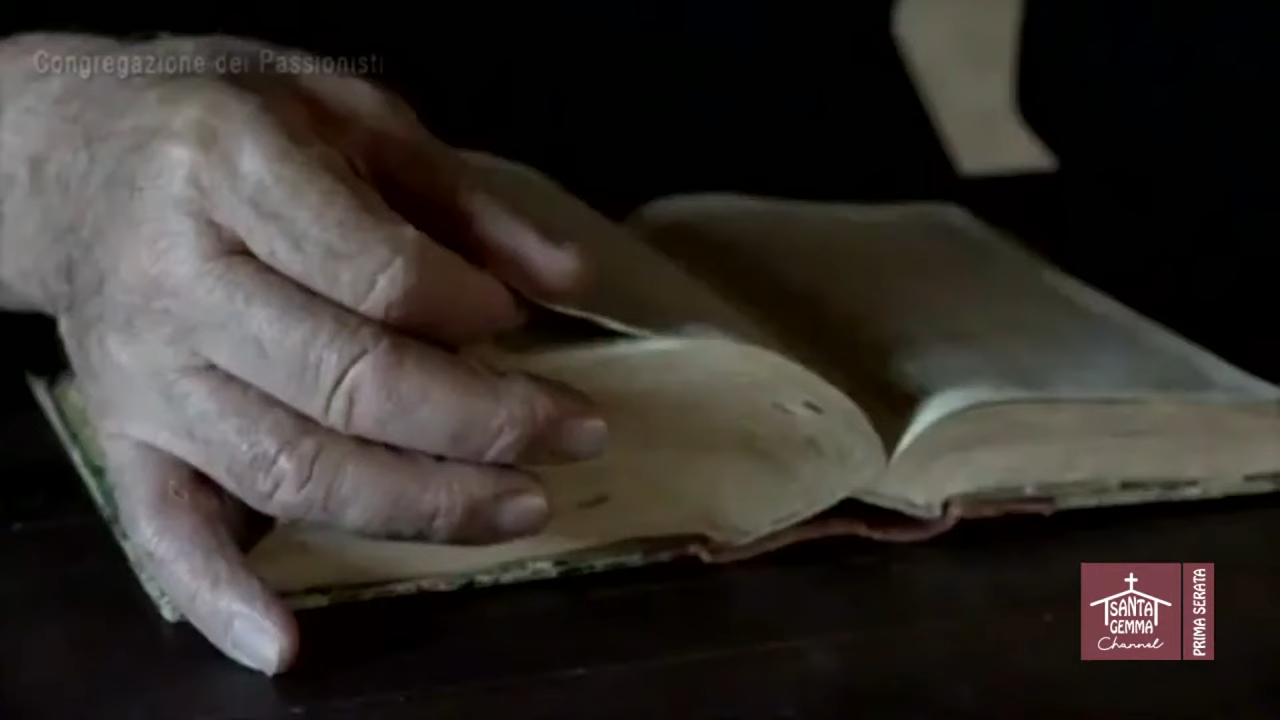 Congregazione dei Passionisti
SANTA
GEMMA
Channel
PRIMA SERATA